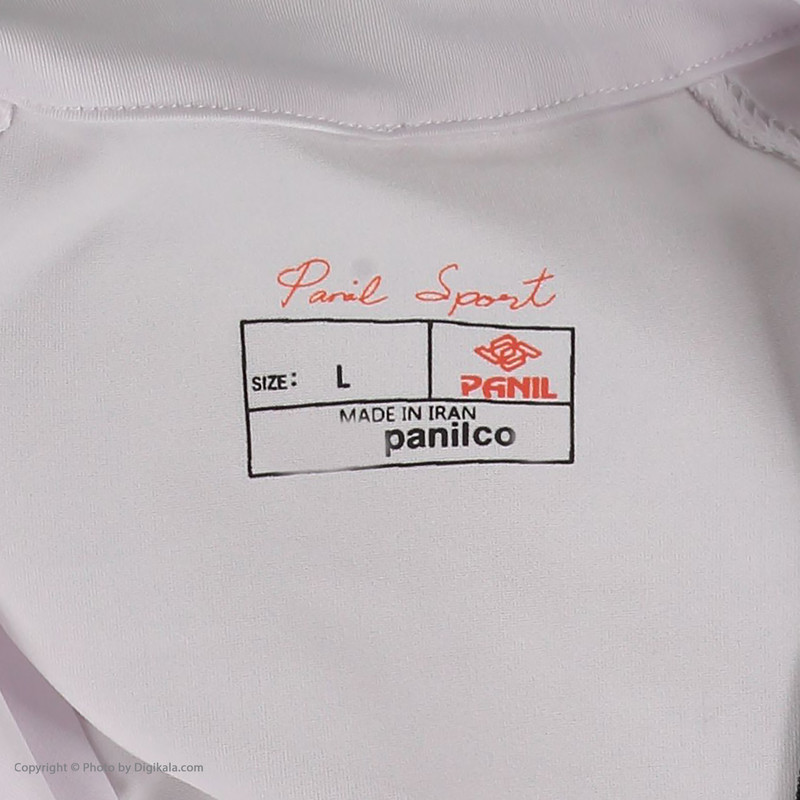 Panil Sport
SIZE: L
PANIL
MADE IN IRAN
panilco
Copyright © Photo by Digikala.com